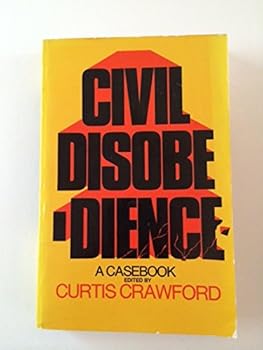 CIVIL
DISOBE
-DIENCE
A CASEBOOK
EDITED BY
CURTIS CRAWFORD